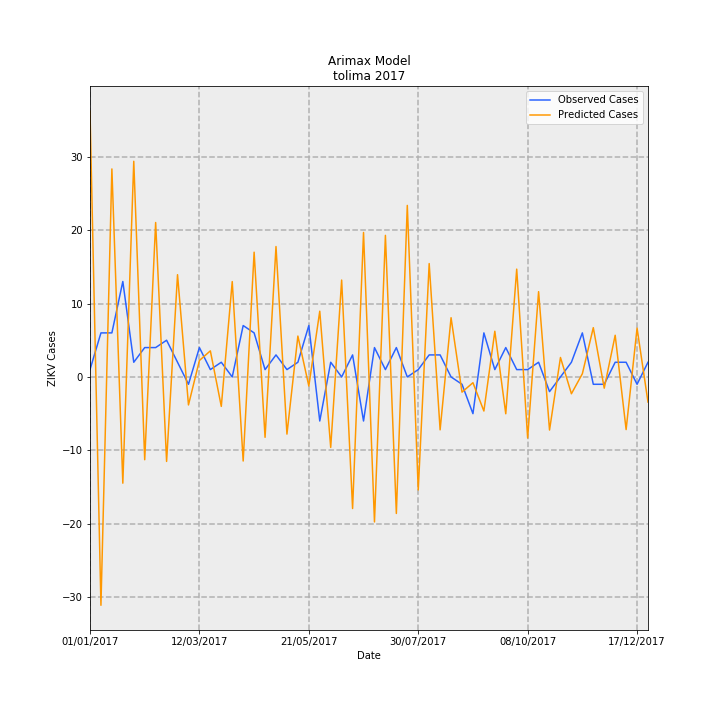 Arimax Model
tolima 2017
Observed Cases
Predicted Cases
ZIKV Cases
30
20
10
0
−10
−20
−30
01/01/2017
12/03/2017
21/05/2017
30/07/2017
08/10/2017
17/12/2017
Date